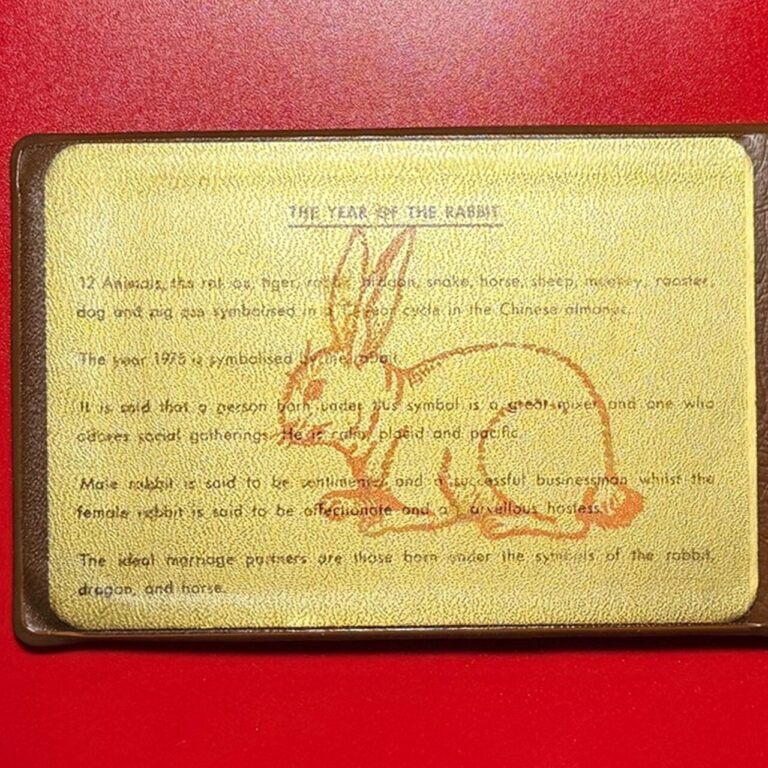 THE YEAR OF THE RABBIT
12 Animals, the rat, ox, tiger, rabbit, dragon, snake, horse, sheep, monkey, rooster,
dog and pig are symbolised in a 12-year cycle in the Chinese almanac.
The year 1975 is symbolised by the rabbit.
It is said that a person born under this symbol is a great mixer and one who
adores social gatherings. He is calm, placid and pacific.
Male rabbit is said to be sentimental and a successful businessman whilst the
female rabbit is said to be affectionate and a marvellous hostess.
The ideal marriage partners are those born under the symbols of the rabbit,
dragon, and horse.